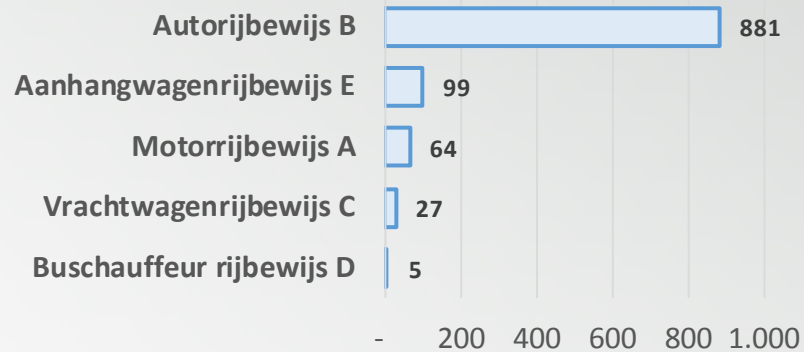 Autorijbewijs B 881
Aanhangwagenrijbewijs E 99
Motorrijbewijs A 64
Vrachtwagenrijbewijs C 27
Buschauffeur rijbewijs D 5
- 200 400 600 800 1.000